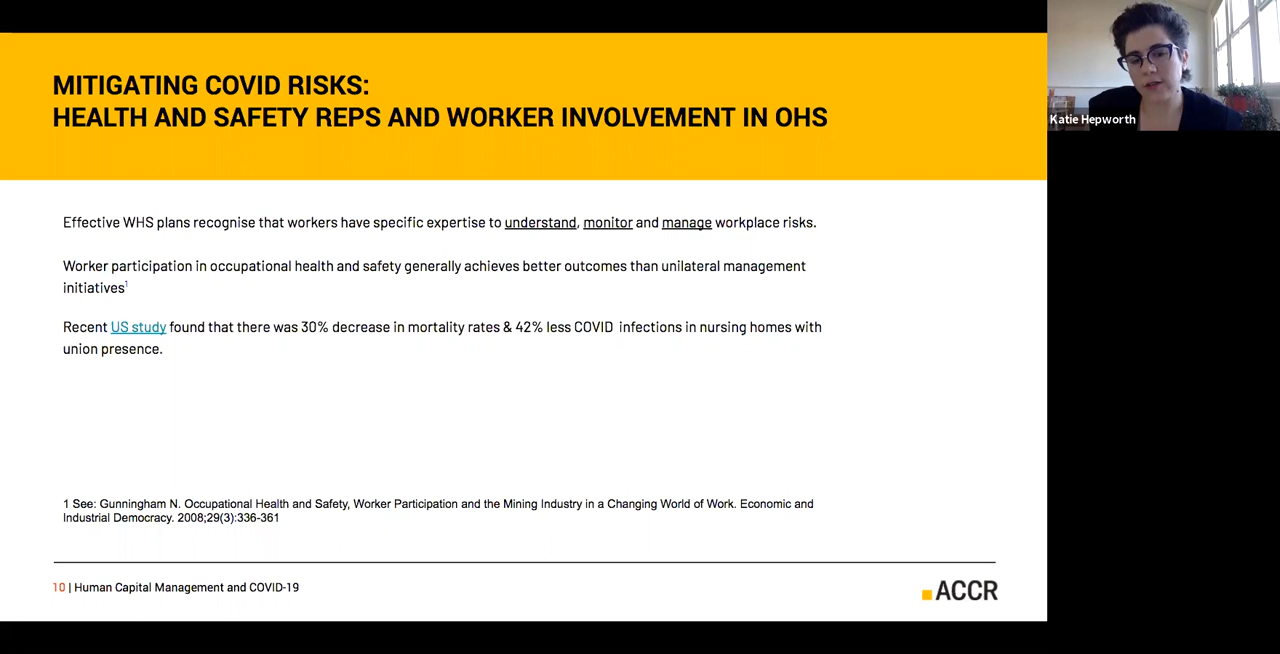 MITIGATING COVID RISKS:
HEALTH AND SAFETY REPS AND WORKER INVOLVEMENT IN OHS
Katie Hepworth
Effective WHS plans recognise that workers have specific expertise to understand, monitor and manage workplace risks.
Worker participation in occupational health and safety generally achieves better outcomes than unilateral management
initiatives¹
Recent US study found that there was 30% decrease in mortality rates & 42% less COVID infections in nursing homes with
union presence.
1 See: Gunningham N. Occupational Health and Safety, Worker Participation and the Mining Industry in a Changing World of Work. Economic and
Industrial Democracy. 2008;29(3):336-361
10 | Human Capital Management and COVID-19
ACCR